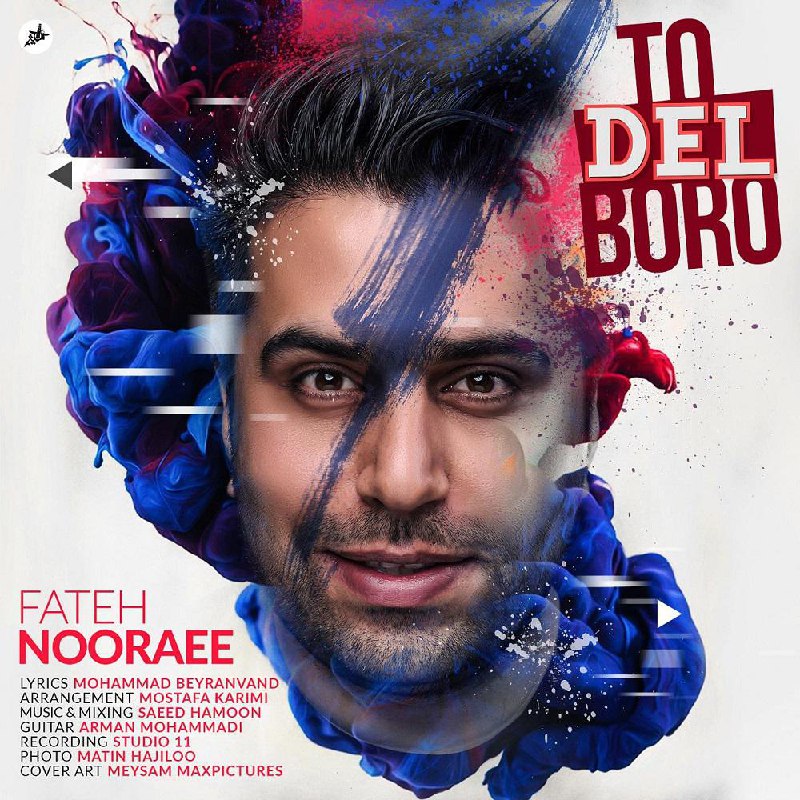 TO
DEL
BORO
FATEH
NOORAEE
LYRICS MOHAMMAD BEYRANVAND
ARRANGEMENT MOSTAFA KARIMI
MUSIC & MIXING SAEED HAMOON
GUITAR ARMAN MOHAMMADI
RECORDING STUDIO 11
PHOTO MATIN HAJILOO
COVER ART MEYSAM MAXPICTURES